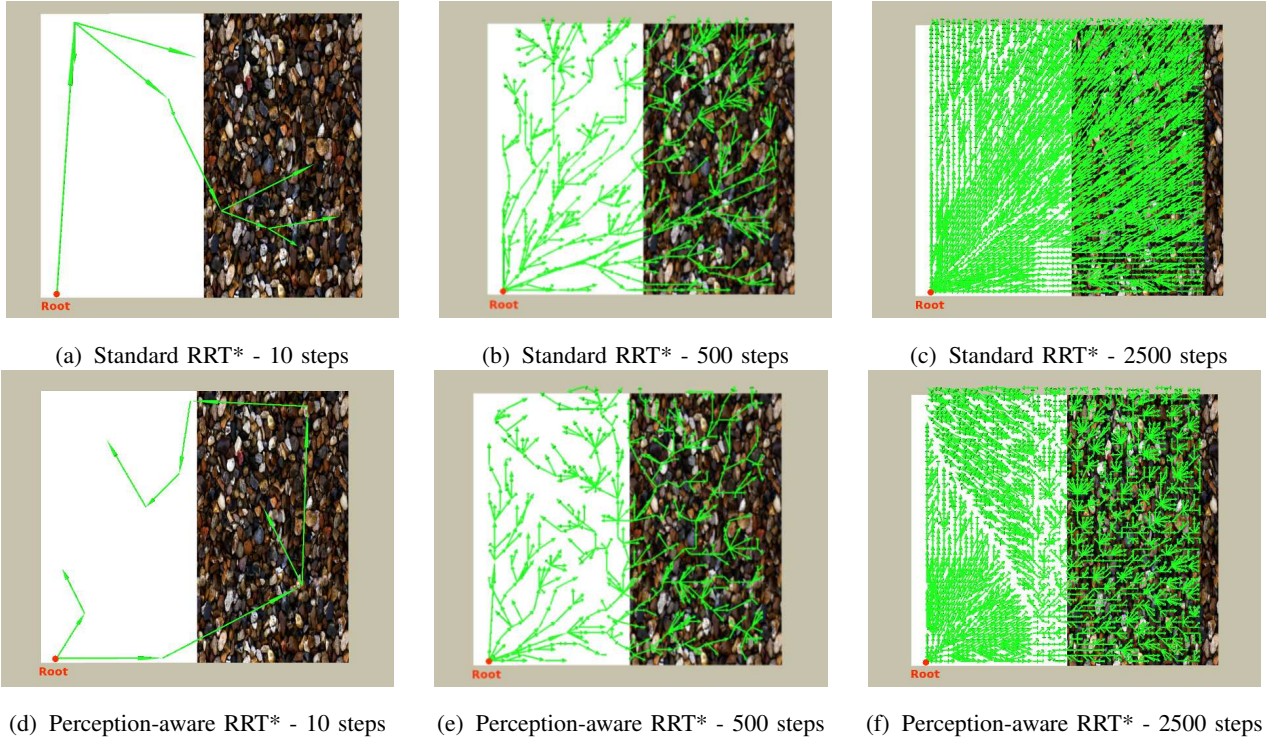 Root
Root
Root
(a) Standard RRT* - 10 steps
(b) Standard RRT* - 500 steps
(c) Standard RRT* - 2500 steps
Root
Root
Root
(d) Perception-aware RRT* - 10 steps
(e) Perception-aware RRT* - 500 steps
(f) Perception-aware RRT* - 2500 steps